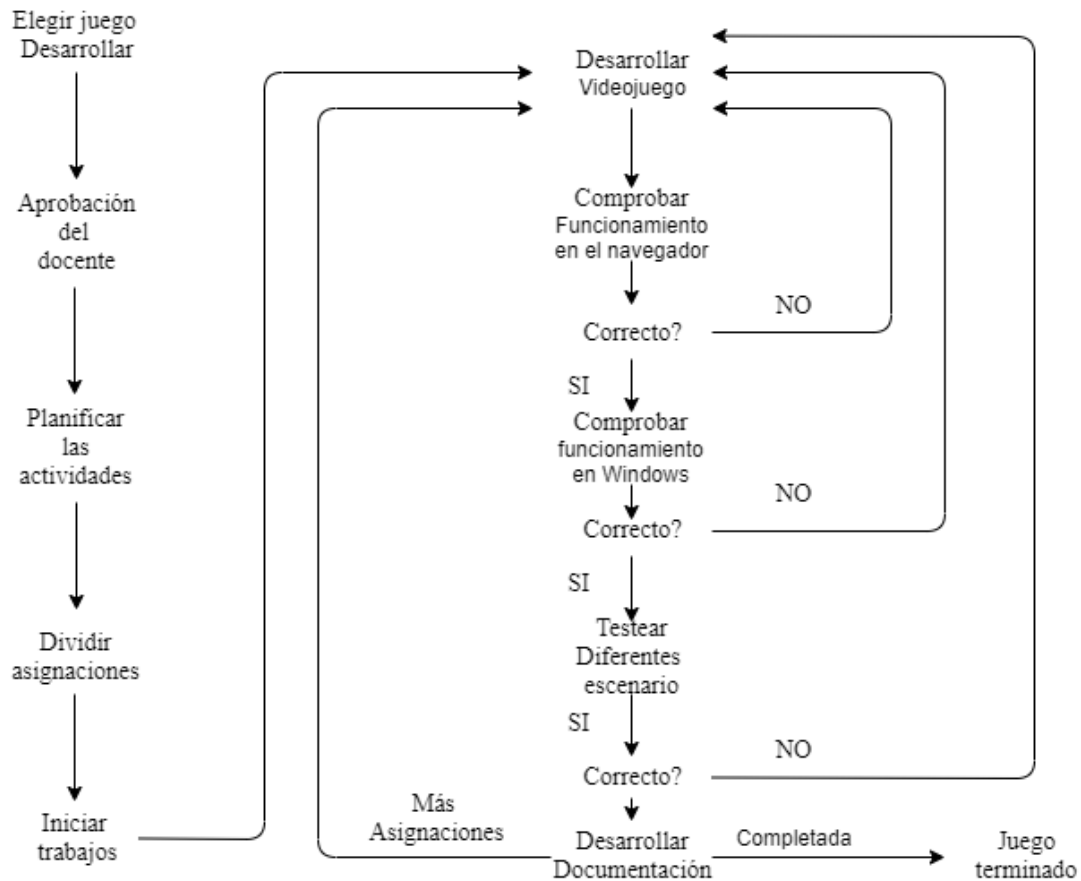 Elegir juego
Desarrollar
Aprobación
del
docente
Planificar
las
actividades
Dividir
asignaciones
Iniciar
trabajos
Desarrollar
Videojuego
Comprobar
Funcionamiento
en el navegador
Correcto?
NO
SI
Comprobar
funcionamiento
en Windows
Correcto?
NO
SI
Testear
Diferentes
escenario
SI
Correcto?
NO
Más
Asignaciones
Desarrollar
Documentación
Completada
Juego
terminado